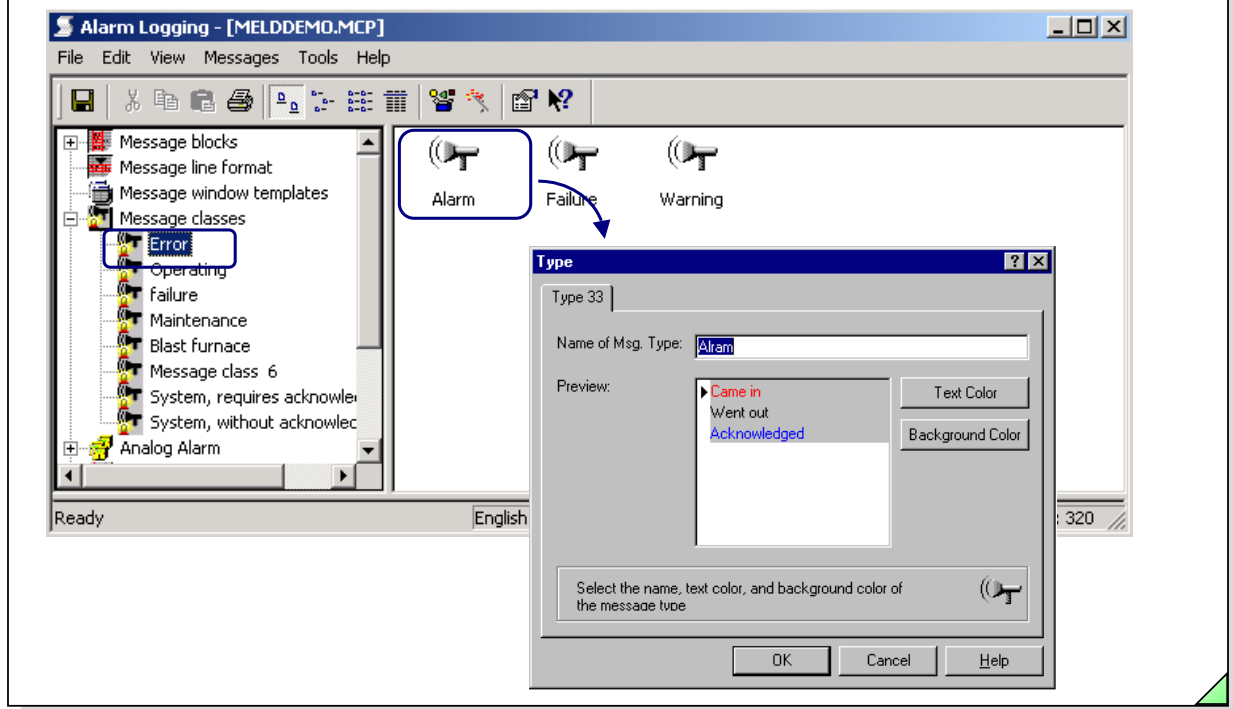 Alarm Logging - [MELDDEMO.MCP]
File Edit View Messages Tools Help
Message blocks
Message line format
Message window templates
Message classes
Error
Operating
failure
Maintenance
Blast furnace
Message class 6
System, requires acknowle
System, without acknowlec
Analog Alarm
Alarm Failure Warning
Type
Type 33
Name of Msg. Type: Alram
Preview:
Came in
Went out
Acknowledged
Text Color
Background Color
Select the name, text color, and background color of
the message type
OK Cancel Help
Ready English : 320